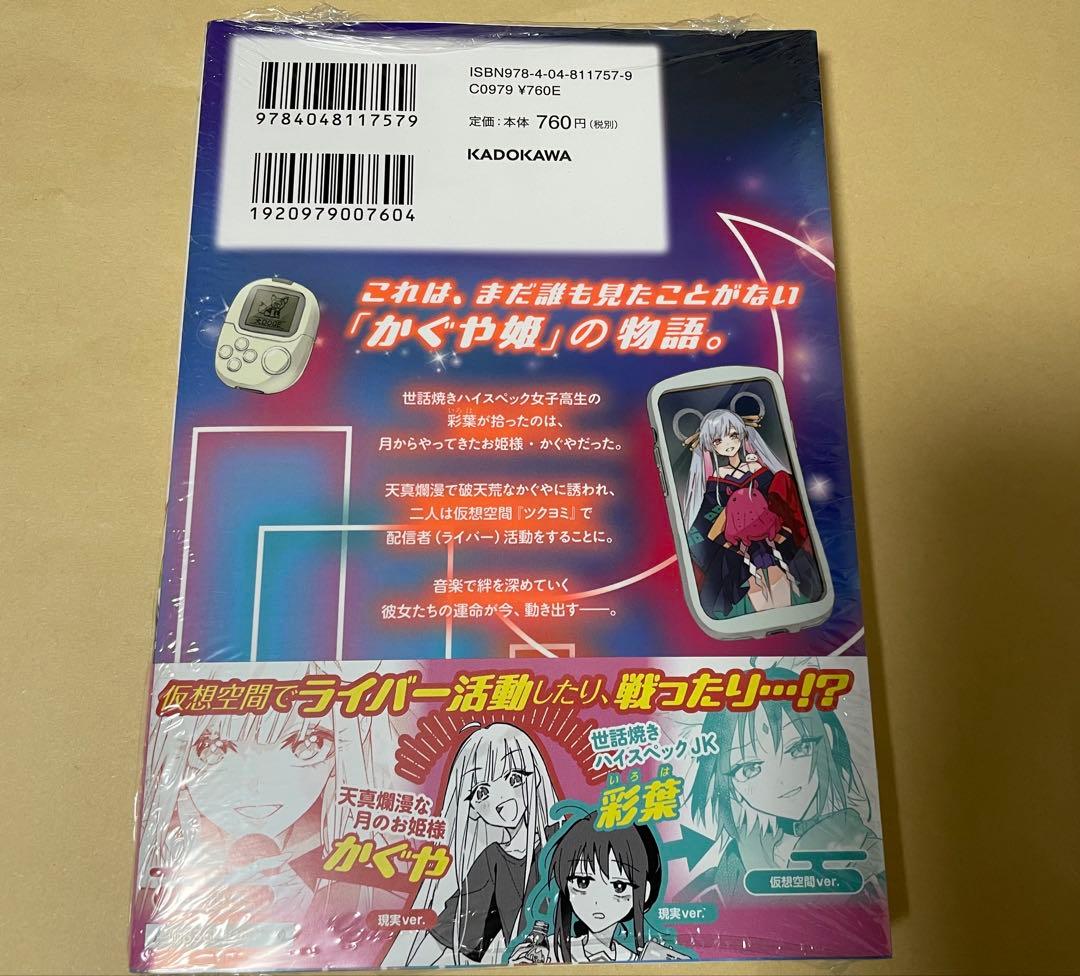 ISBN978-4-04-811757-9
C0979 ¥760E
9784048117579
定価：本体 760円（税別）
KADOKAWA
1920979007604
これは、まだ誰も見たことがない
「かぐや姫」の物語。
世話焼きハイスペック女子高生の
いろは
彩葉が拾ったのは、
月からやってきたお姫様・かぐやだった。
天真爛漫で破天荒なかぐやに誘われ、
二人は仮想空間『ツクヨミ』で
配信者（ライバー）活動をすることに。
音楽で絆を深めていく
彼女たちの運命が今、動き出す――。
仮想空間でライバー活動したり、戦ったり…!?
世話焼き
ハイスペックJK
いろは
彩葉
天真爛漫な
月のお姫様
かぐや
仮想空間ver.
現実ver.
現実ver.